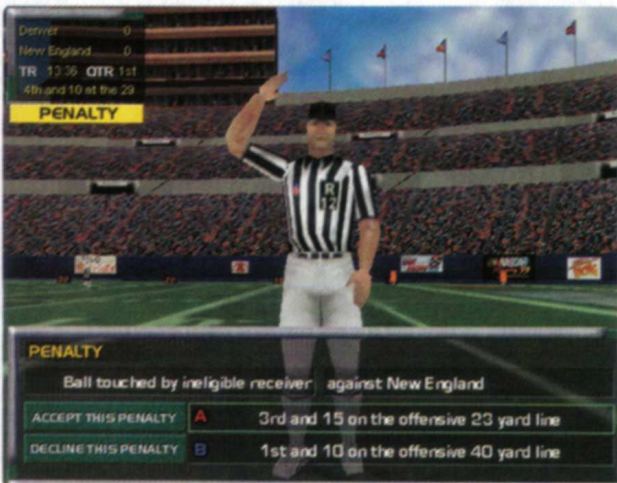 Denver 0
New England 0
TR 13:36 QTR 1st
4th and 10 at the 29
PENALTY
R
12
NASCAR
PENALTY
Ball touched by ineligible receiver against New England
ACCEPT THIS PENALTY A 3rd and 15 on the offensive 23 yard line
DECLINE THIS PENALTY B 1st and 10 on the offensive 40 yard line